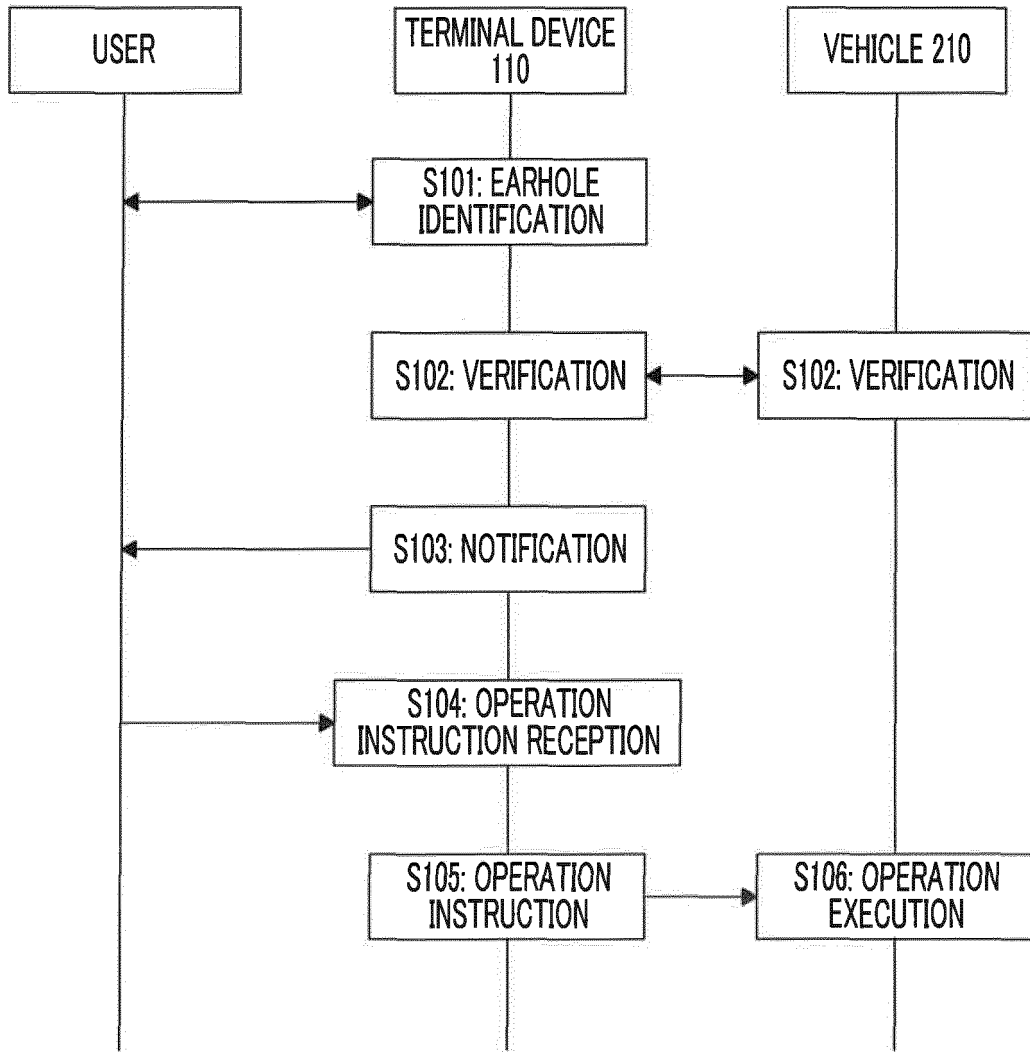 USER
TERMINAL DEVICE
110
VEHICLE 210
S101: EARHOLE
IDENTIFICATION
S102: VERIFICATION
S102: VERIFICATION
S103: NOTIFICATION
S104: OPERATION
INSTRUCTION RECEPTION
S105: OPERATION
INSTRUCTION
S106: OPERATION
EXECUTION